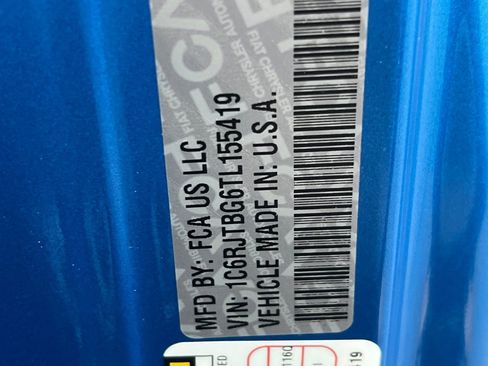 MFD BY: FCA US LLC
VIN: 1C6RJTBG6TL155419
VEHICLE MADE IN: U.S.A.